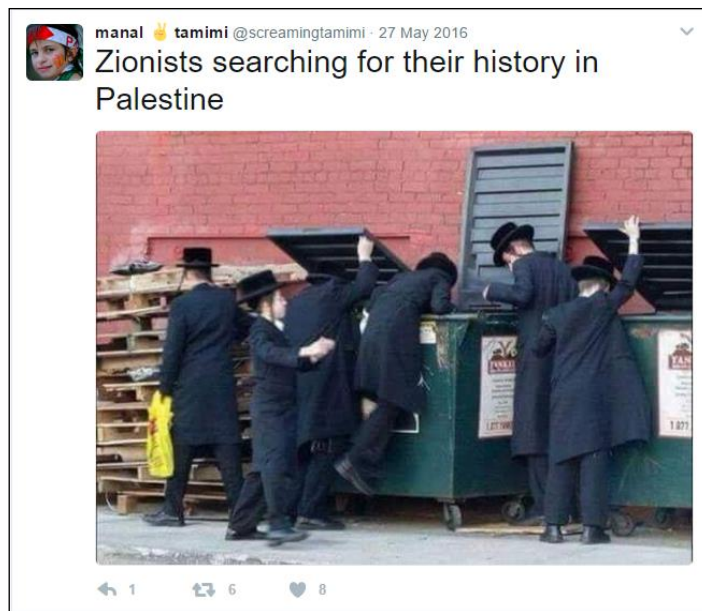 manal ✌ tamimi @screamingtamimi · 27 May 2016
Zionists searching for their history in
Palestine
1 6 8